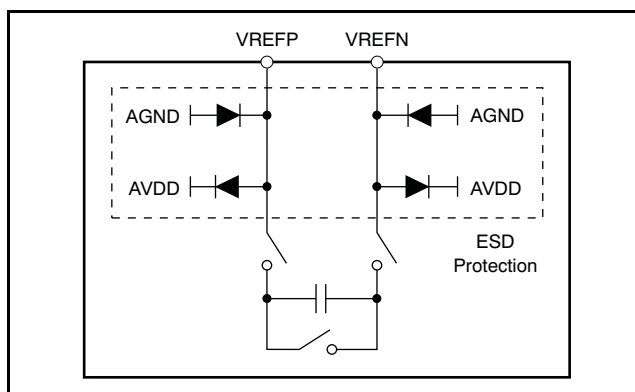 VREFP VREFN
AGND AGND
AVDD AVDD
ESD
Protection